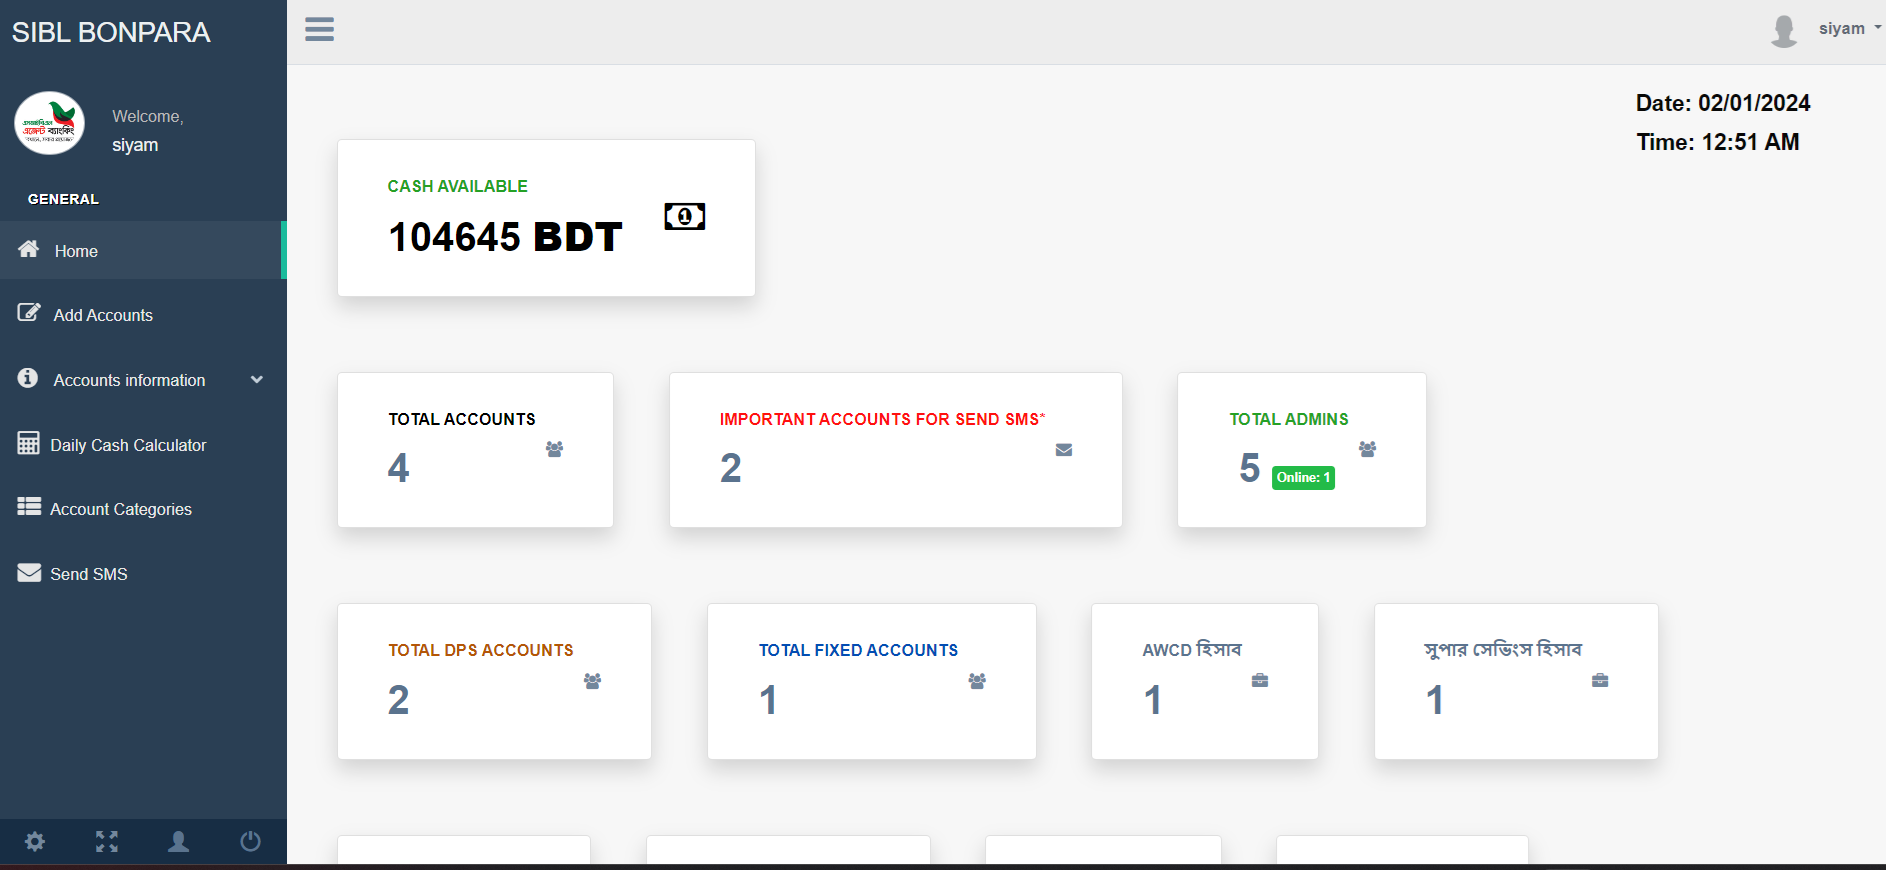 SIBL BONPARA
siyam
Welcome,
siyam
GENERAL
Home
Add Accounts
Accounts information
Daily Cash Calculator
Account Categories
Send SMS
Date: 02/01/2024
Time: 12:51 AM
CASH AVAILABLE
104645 BDT
TOTAL ACCOUNTS
4
IMPORTANT ACCOUNTS FOR SEND SMS*
2
TOTAL ADMINS
5 Online: 1
TOTAL DPS ACCOUNTS
2
TOTAL FIXED ACCOUNTS
1
AWCD হিসাব
1
সুপার সেভিংস হিসাব
1
এজেন্ট ব্যাংকিং